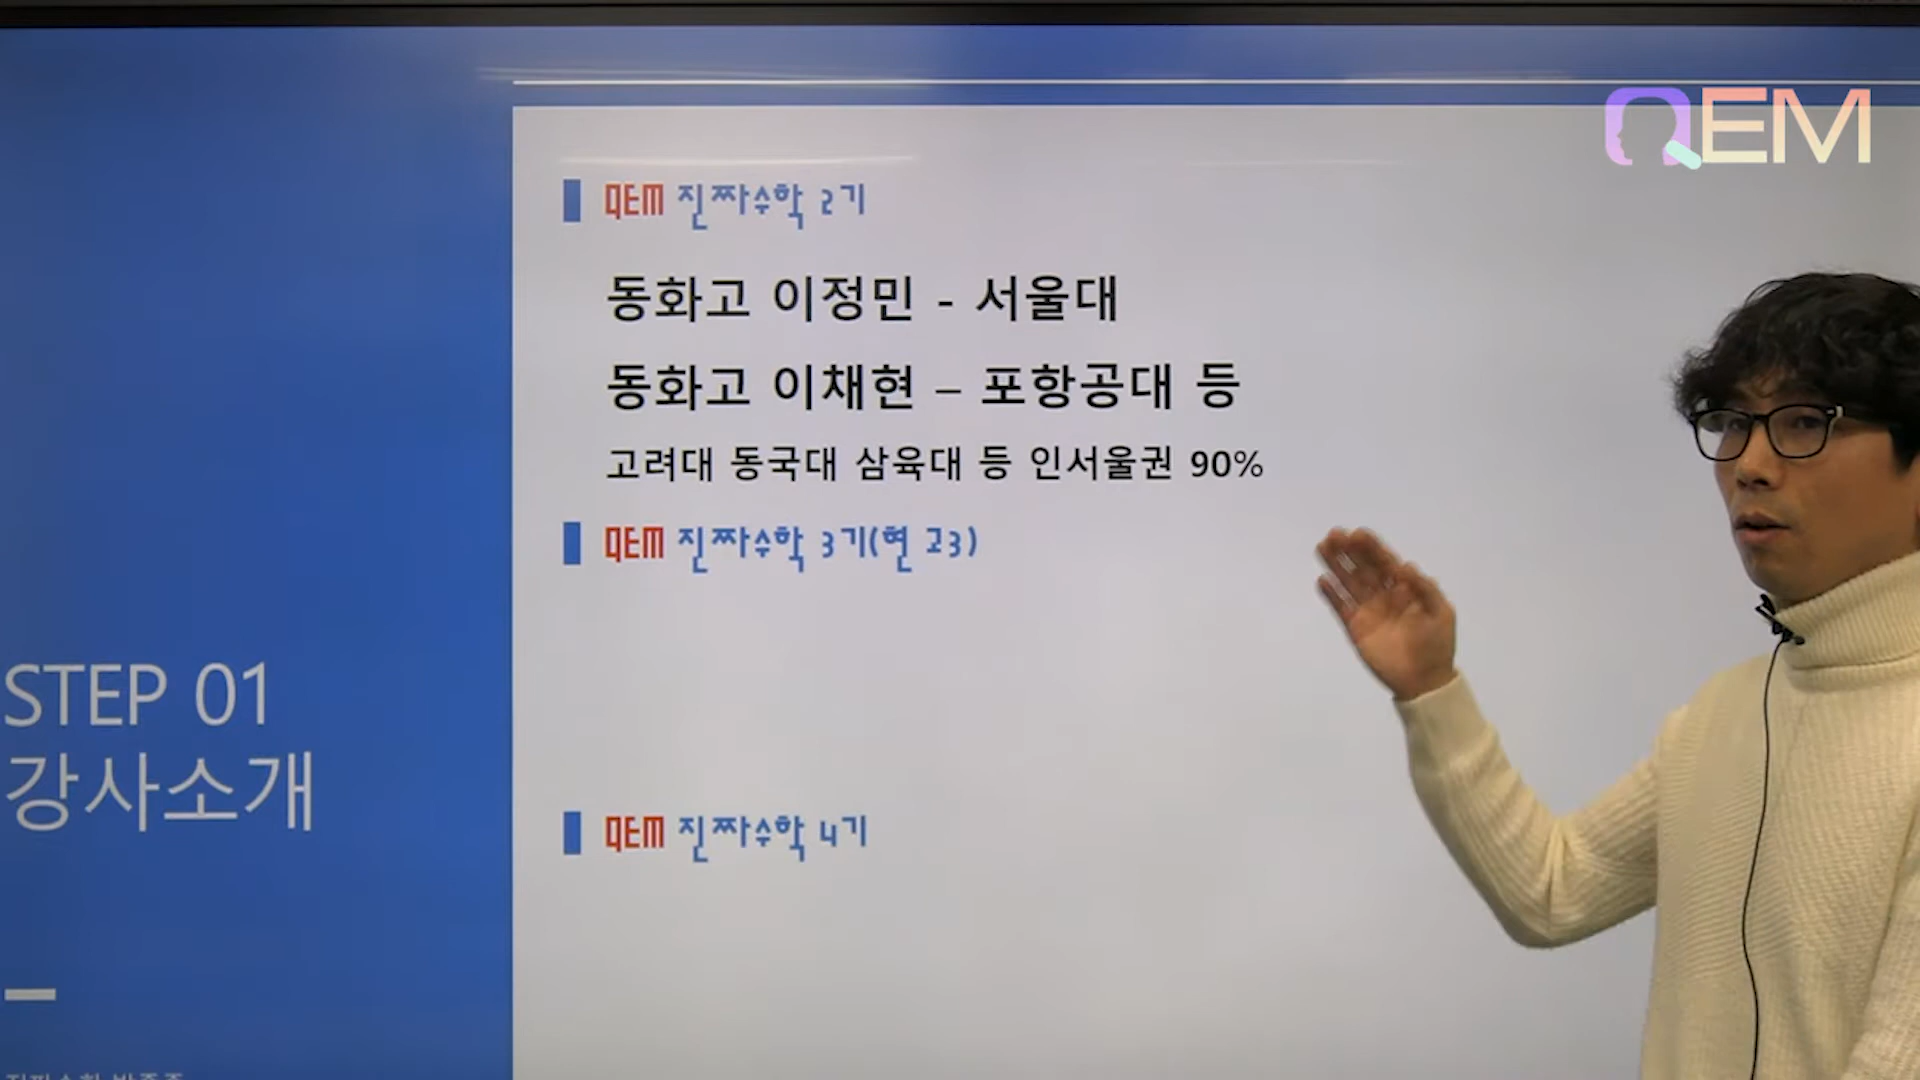 QEM
QEM 진짜수학 2기
동화고 이정민 - 서울대
동화고 이채현 – 포항공대 등
고려대 동국대 삼육대 등 인서울권 90%
QEM 진짜수학 3기(현 고3)
QEM 진짜수학 4기
STEP 01
강사소개